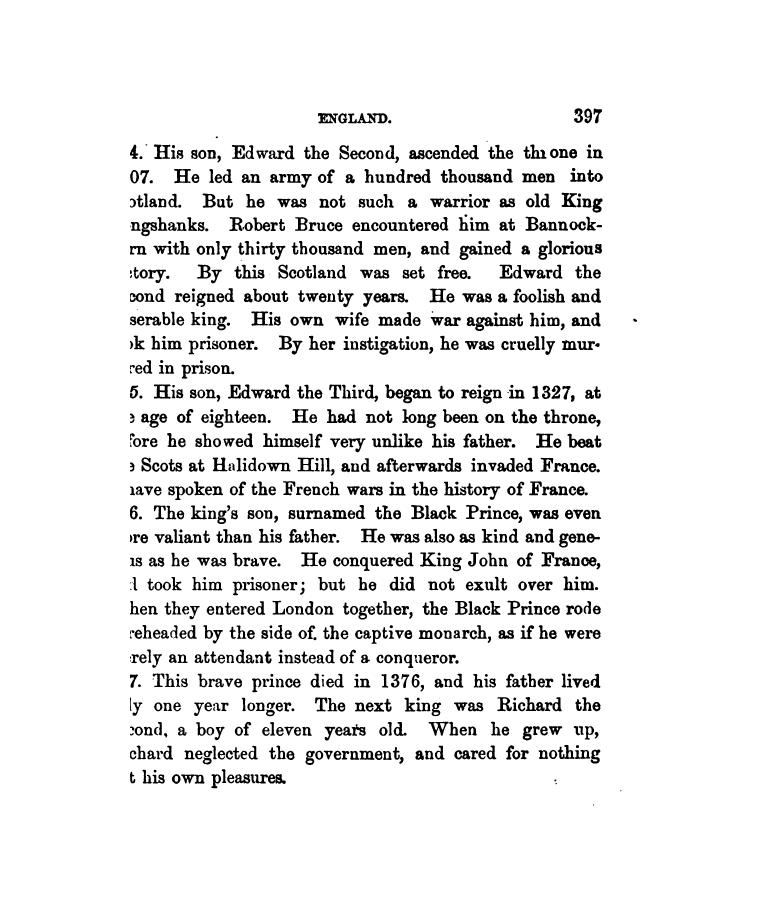 ENGLAND. 397
4. His son, Edward the Second, ascended the throne in
07. He led an army of a hundred thousand men into
otland. But he was not such a warrior as old King
ngshanks. Robert Bruce encountered him at Bannock-
rn with only thirty thousand men, and gained a glorious
tory. By this Scotland was set free. Edward the
cond reigned about twenty years. He was a foolish and
serable king. His own wife made war against him, and
ok him prisoner. By her instigation, he was cruelly mur-
red in prison.
5. His son, Edward the Third, began to reign in 1327, at
e age of eighteen. He had not long been on the throne,
fore he showed himself very unlike his father. He beat
e Scots at Halidown Hill, and afterwards invaded France.
have spoken of the French wars in the history of France.
6. The king's son, surnamed the Black Prince, was even
ore valiant than his father. He was also as kind and gene-
us as he was brave. He conquered King John of France,
d took him prisoner; but he did not exult over him.
hen they entered London together, the Black Prince rode
reheaded by the side of. the captive monarch, as if he were
rely an attendant instead of a conqueror.
7. This brave prince died in 1376, and his father lived
ly one year longer. The next king was Richard the
cond, a boy of eleven years old. When he grew up,
chard neglected the government, and cared for nothing
t his own pleasures.